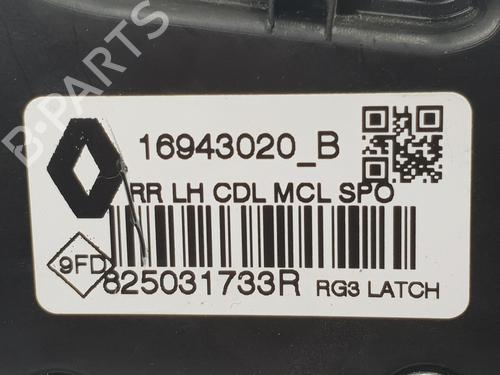 B-PARTS
16943020_B
RR LH CDL MCL SPO
9FD
825031733R RG3 LATCH